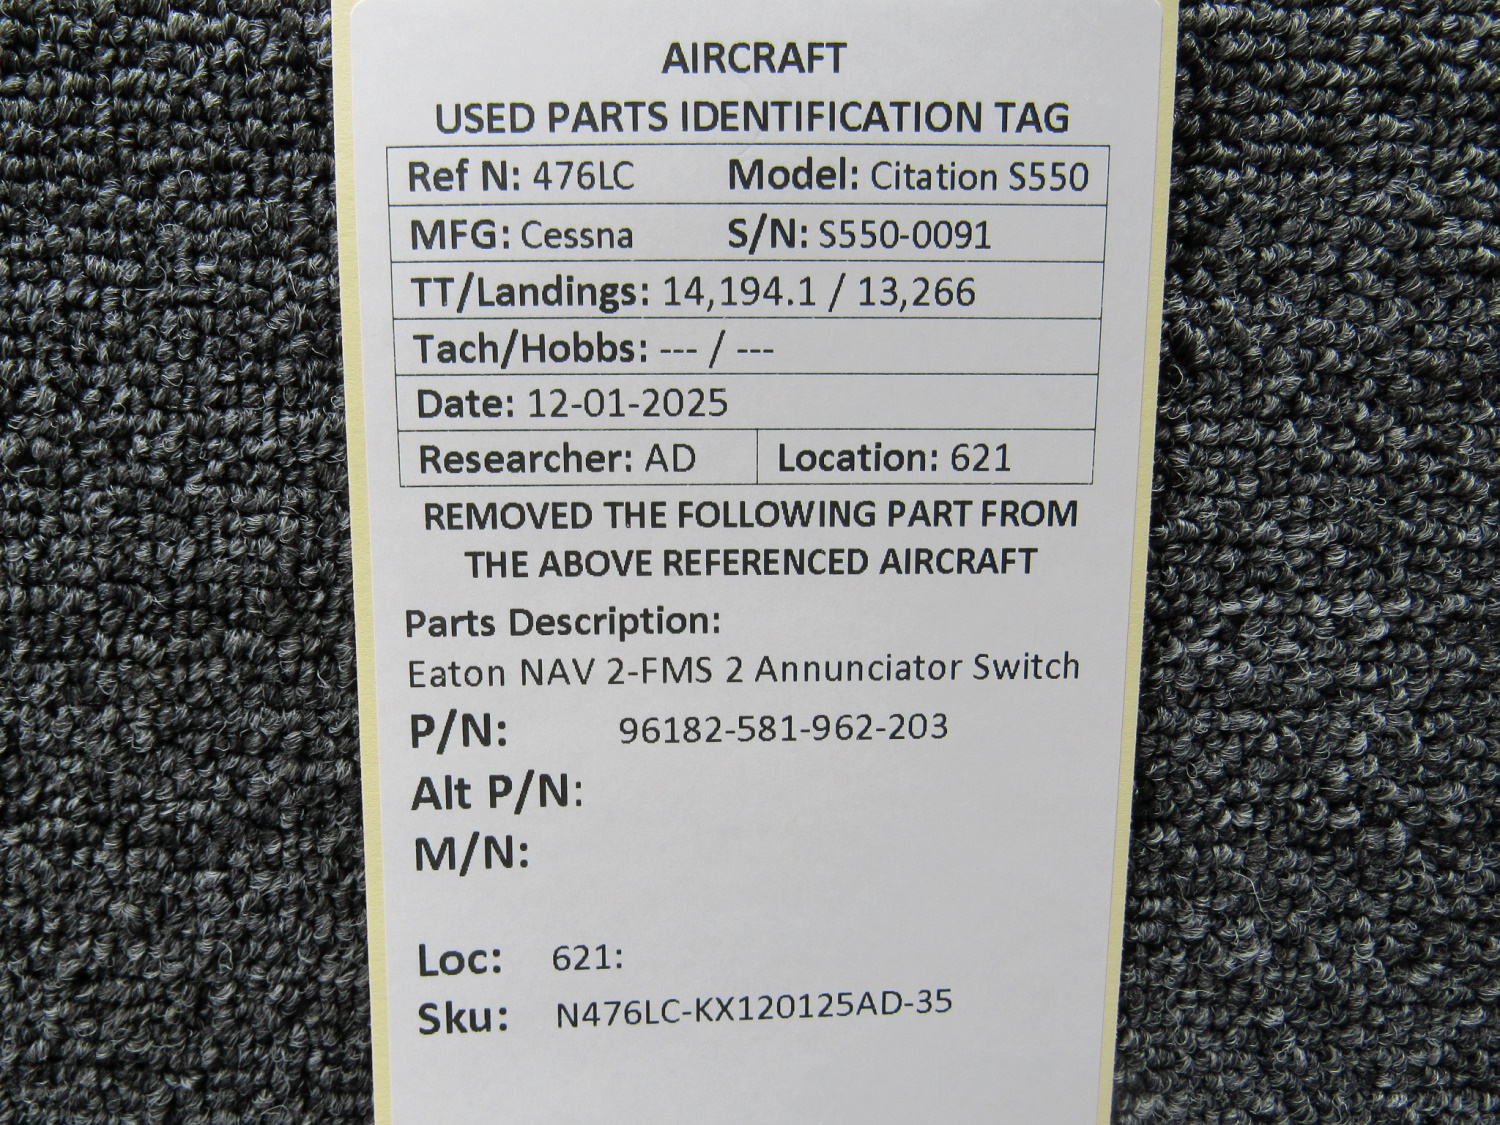 AIRCRAFT
USED PARTS IDENTIFICATION TAG
Ref N: 476LC Model: Citation S550
MFG: Cessna S/N: S550-0091
TT/Landings: 14,194.1 / 13,266
Tach/Hobbs: --- / ---
Date: 12-01-2025
Researcher: AD Location: 621
REMOVED THE FOLLOWING PART FROM
THE ABOVE REFERENCED AIRCRAFT
Parts Description:
Eaton NAV 2-FMS 2 Annunciator Switch
P/N: 96182-581-962-203
Alt P/N:
M/N:
Loc: 621:
Sku: N476LC-KX120125AD-35